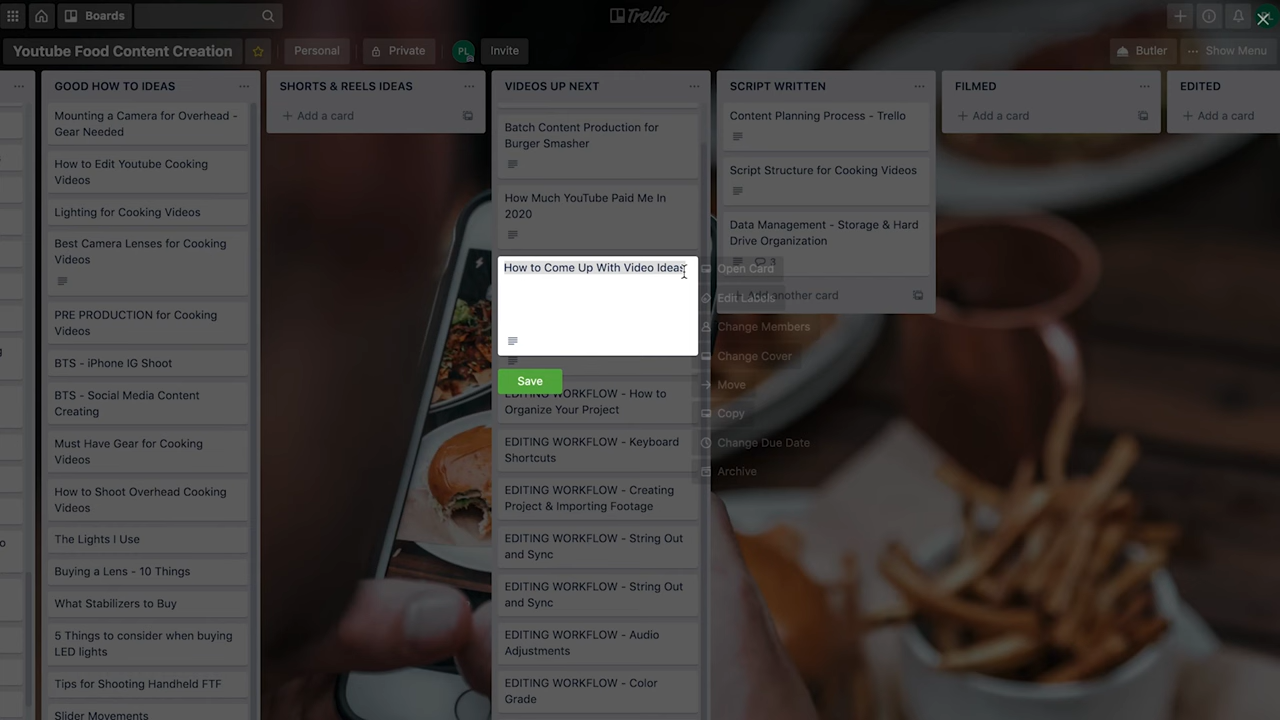 Boards
Trello
Youtube Food Content Creation
Personal
Private
PL
Invite
Butler
Show Menu
GOOD HOW TO IDEAS
Mounting a Camera for Overhead -
Gear Needed
How to Edit Youtube Cooking
Videos
Lighting for Cooking Videos
Best Camera Lenses for Cooking
Videos
PRE PRODUCTION for Cooking
Videos
BTS - iPhone IG Shoot
BTS - Social Media Content
Creating
Must Have Gear for Cooking
Videos
How to Shoot Overhead Cooking
Videos
The Lights I Use
Buying a Lens - 10 Things
What Stabilizers to Buy
5 Things to consider when buying
LED lights
Tips for Shooting Handheld FTF
Slider Movements
SHORTS & REELS IDEAS
Add a card
VIDEOS UP NEXT
Batch Content Production for
Burger Smasher
How Much YouTube Paid Me In
2020
How to Come Up With Video Ideas
Save
EDITING WORKFLOW - How to
Organize Your Project
EDITING WORKFLOW - Keyboard
Shortcuts
EDITING WORKFLOW - Creating
Project & Importing Footage
EDITING WORKFLOW - String Out
and Sync
EDITING WORKFLOW - String Out
and Sync
EDITING WORKFLOW - Audio
Adjustments
EDITING WORKFLOW - Color
Grade
Open Card
Edit Labels
Change Members
Change Cover
Move
Copy
Change Due Date
Archive
SCRIPT WRITTEN
Content Planning Process - Trello
Script Structure for Cooking Videos
Data Management - Storage & Hard
Drive Organization
3
Add another card
FILMED
Add a card
EDITED
Add a card